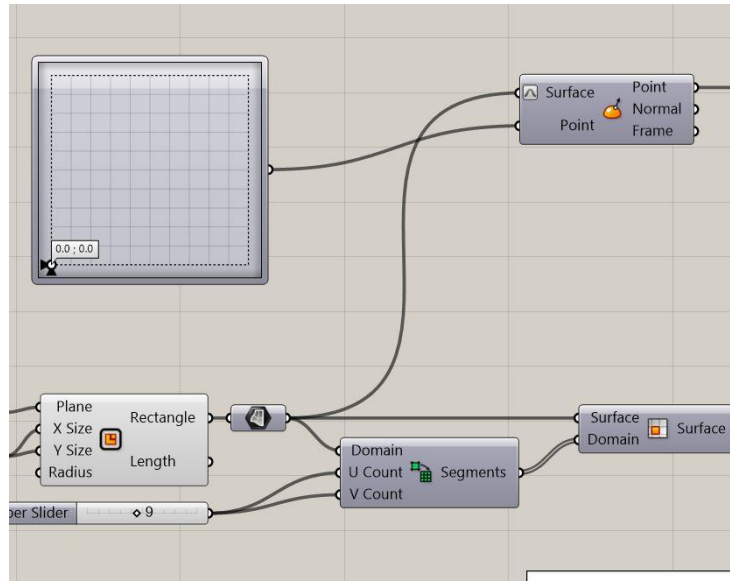 Surface
Point
Point
Normal
Frame
0.0 ; 0.0
Plane
X Size
Y Size
Radius
Rectangle
Length
Domain
U Count
V Count
Segments
Surface
Domain
Surface
per Slider
9